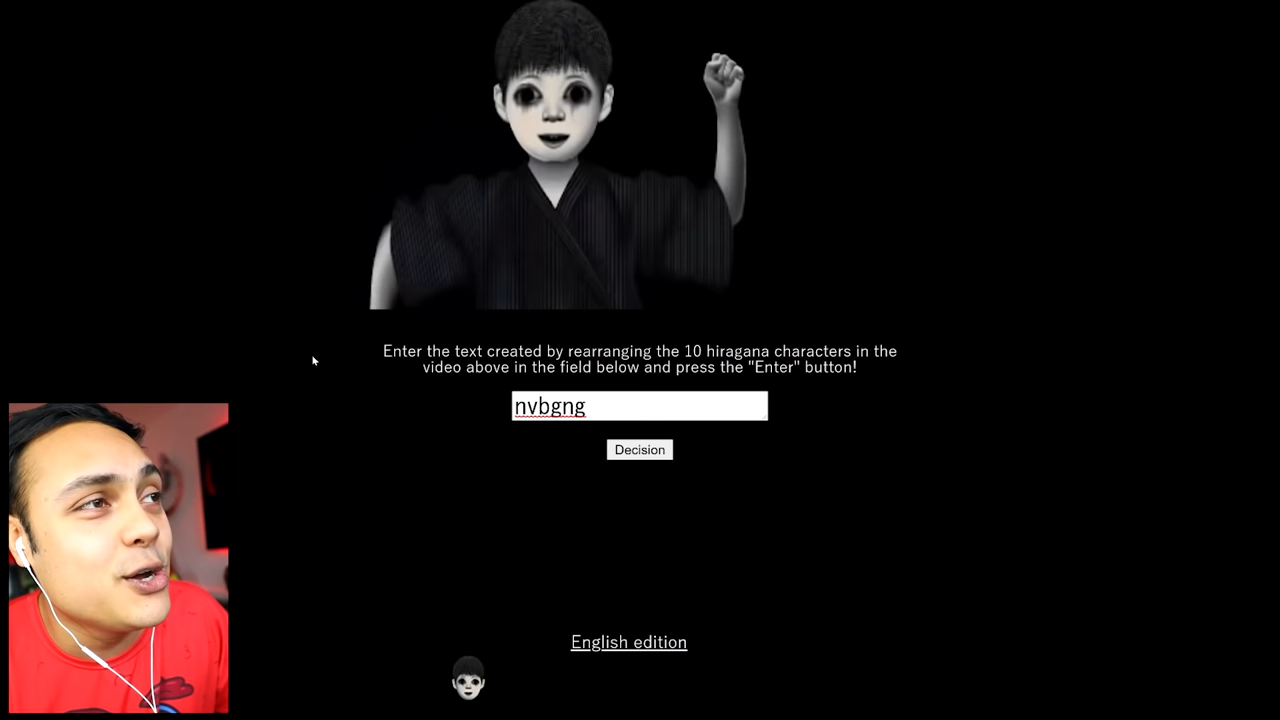 Enter the text created by rearranging the 10 hiragana characters in the
video above in the field below and press the "Enter" button!
nvbgng
Decision
English edition